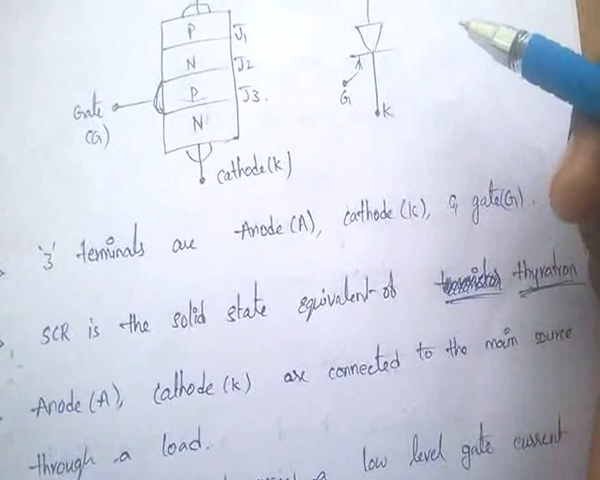 P J1
N J2
Gate P J3.
(G) N
G K
cathode(k)
'3' terminals are Anode(A), cathode(k), & gate(G).
SCR is the solid state equivalent of thyratron
Anode(A), cathode(k) are connected to the main source
through a load.
a low level gate current